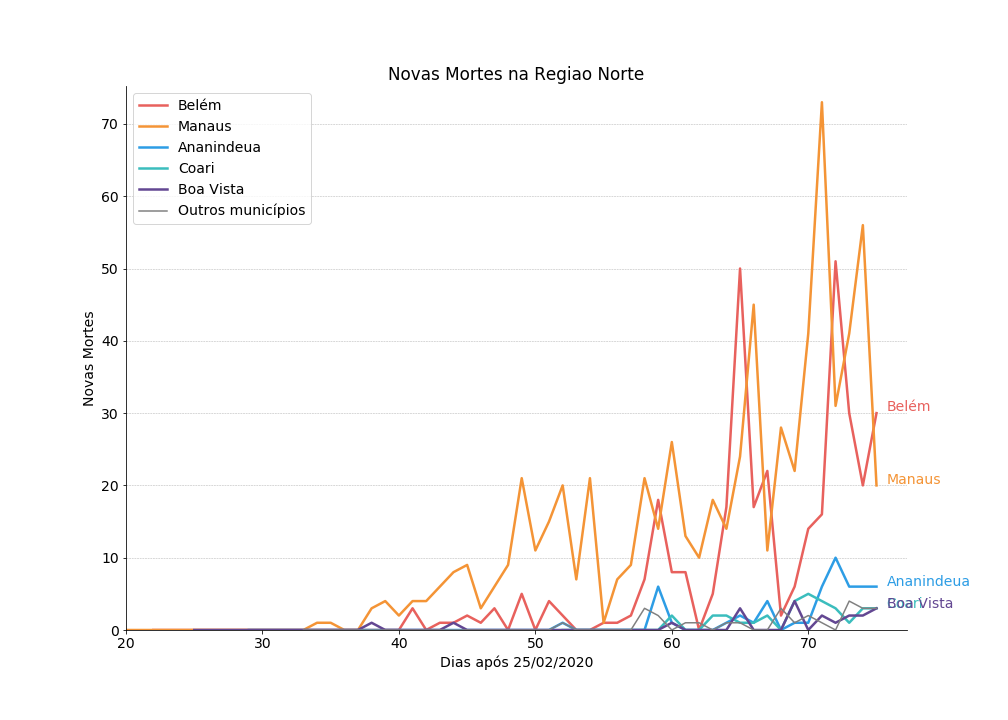 Novas Mortes na Regiao Norte
Belém
Manaus
Ananindeua
Coari
Boa Vista
Outros municípios
Novas Mortes
70
60
50
40
30
20
10
0
20
30
40
50
60
70
Dias após 25/02/2020
Belém
Manaus
Ananindeua
Coari
Boa Vista